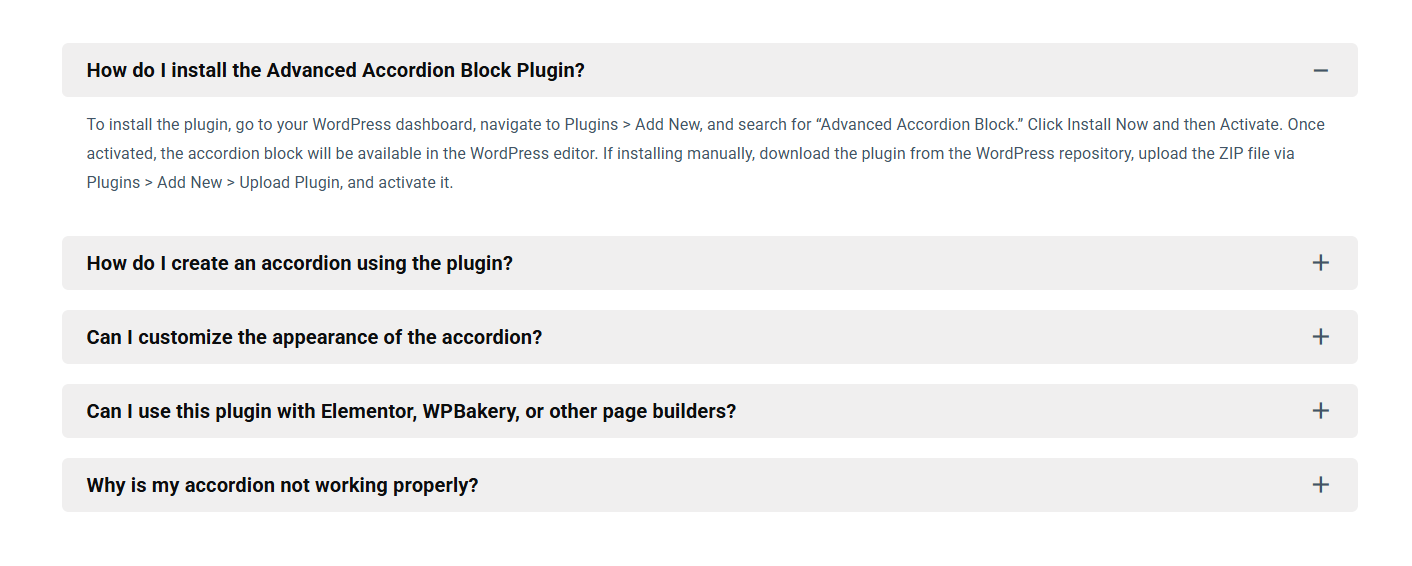 How do I install the Advanced Accordion Block Plugin?
To install the plugin, go to your WordPress dashboard, navigate to Plugins > Add New, and search for “Advanced Accordion Block.” Click Install Now and then Activate. Once
activated, the accordion block will be available in the WordPress editor. If installing manually, download the plugin from the WordPress repository, upload the ZIP file via
Plugins > Add New > Upload Plugin, and activate it.
How do I create an accordion using the plugin?
Can I customize the appearance of the accordion?
Can I use this plugin with Elementor, WPBakery, or other page builders?
Why is my accordion not working properly?